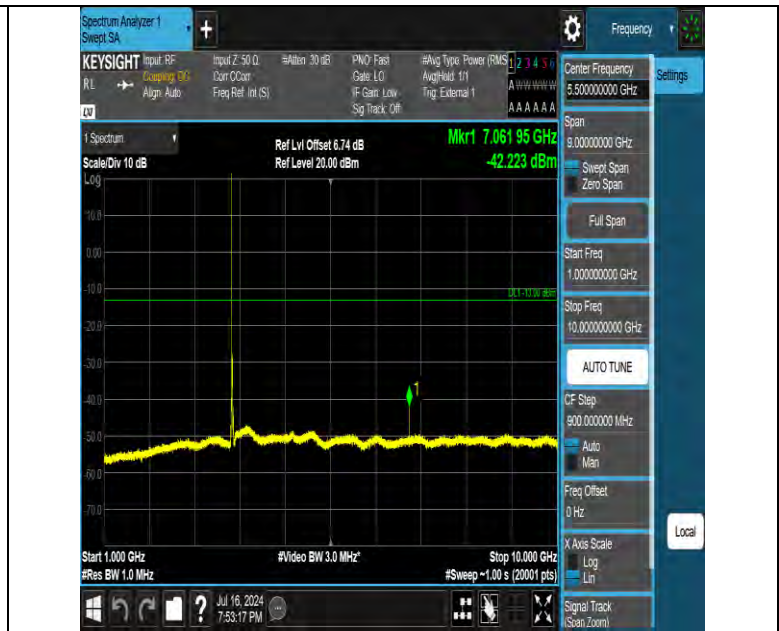 Spectrum Analyzer 1
Swept SA
+
Frequency
KEYSIGHT
RL
Input: RF
Coupling: DC
Align: Auto
Input Z: 50 Ω
Corr CCorr
Freq Ref: Int (S)
#Atten: 30 dB
PNO: Fast
Gate: LO
IF Gain: Low
Sig Track: Off
#Avg Type: Power (RMS
Avg|Hold: 1/1
Trig: External 1
1 2 3 4 5 6
A W W W W W
A A A A A A
1 Spectrum
Scale/Div 10 dB
Log
Ref Lvl Offset 6.74 dB
Ref Level 20.00 dBm
Mkr1 7.061 95 GHz
-42.223 dBm
10.0
0.00
-10.0
-20.0
-30.0
-40.0
-50.0
-60.0
-70.0
DL1 -13.00 dBm
1
Start 1.000 GHz
#Res BW 1.0 MHz
#Video BW 3.0 MHz*
Stop 10.000 GHz
#Sweep ~1.00 s (20001 pts)
?
Jul 16, 2024
7:53:17 PM
Center Frequency
5.50000000 GHz
Settings
Span
9.00000000 GHz
Swept Span
Zero Span
Full Span
Start Freq
1.000000000 GHz
Stop Freq
10.000000000 GHz
AUTO TUNE
CF Step
900.000000 MHz
Auto
Man
Freq Offset
0 Hz
X Axis Scale
Log
Lin
Local
Signal Track
(Span Zoom)